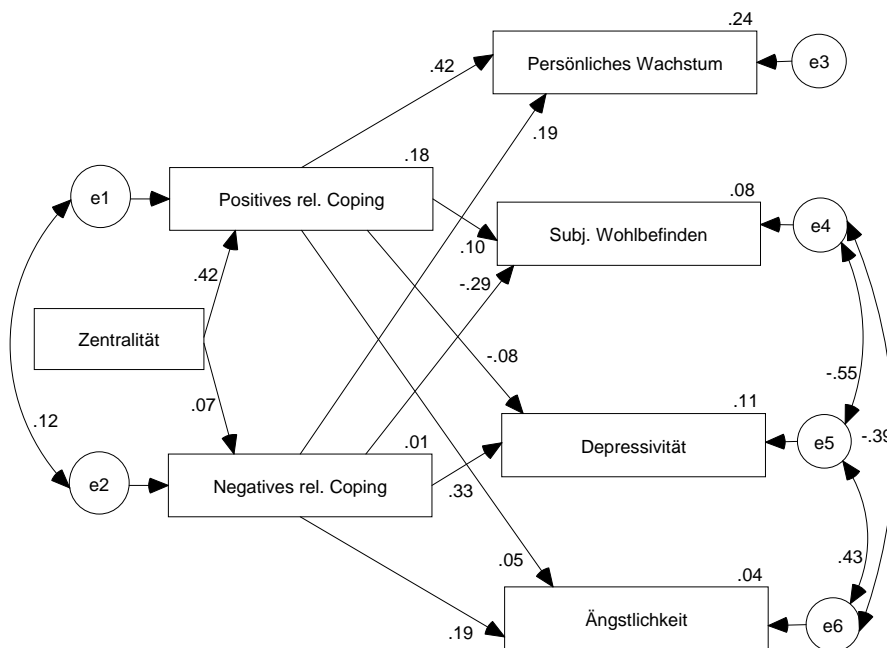 .24
Persönliches Wachstum
e3
.42
.19
.18
e1
Positives rel. Coping
.08
Subj. Wohlbefinden
e4
.10
.42
-.29
Zentralität
-.08
-.55
.07
.12
.11
-.39
.01
Depressivität
e5
e2
Negatives rel. Coping
.33
.05
.43
.04
.19
Ängstlichkeit
e6